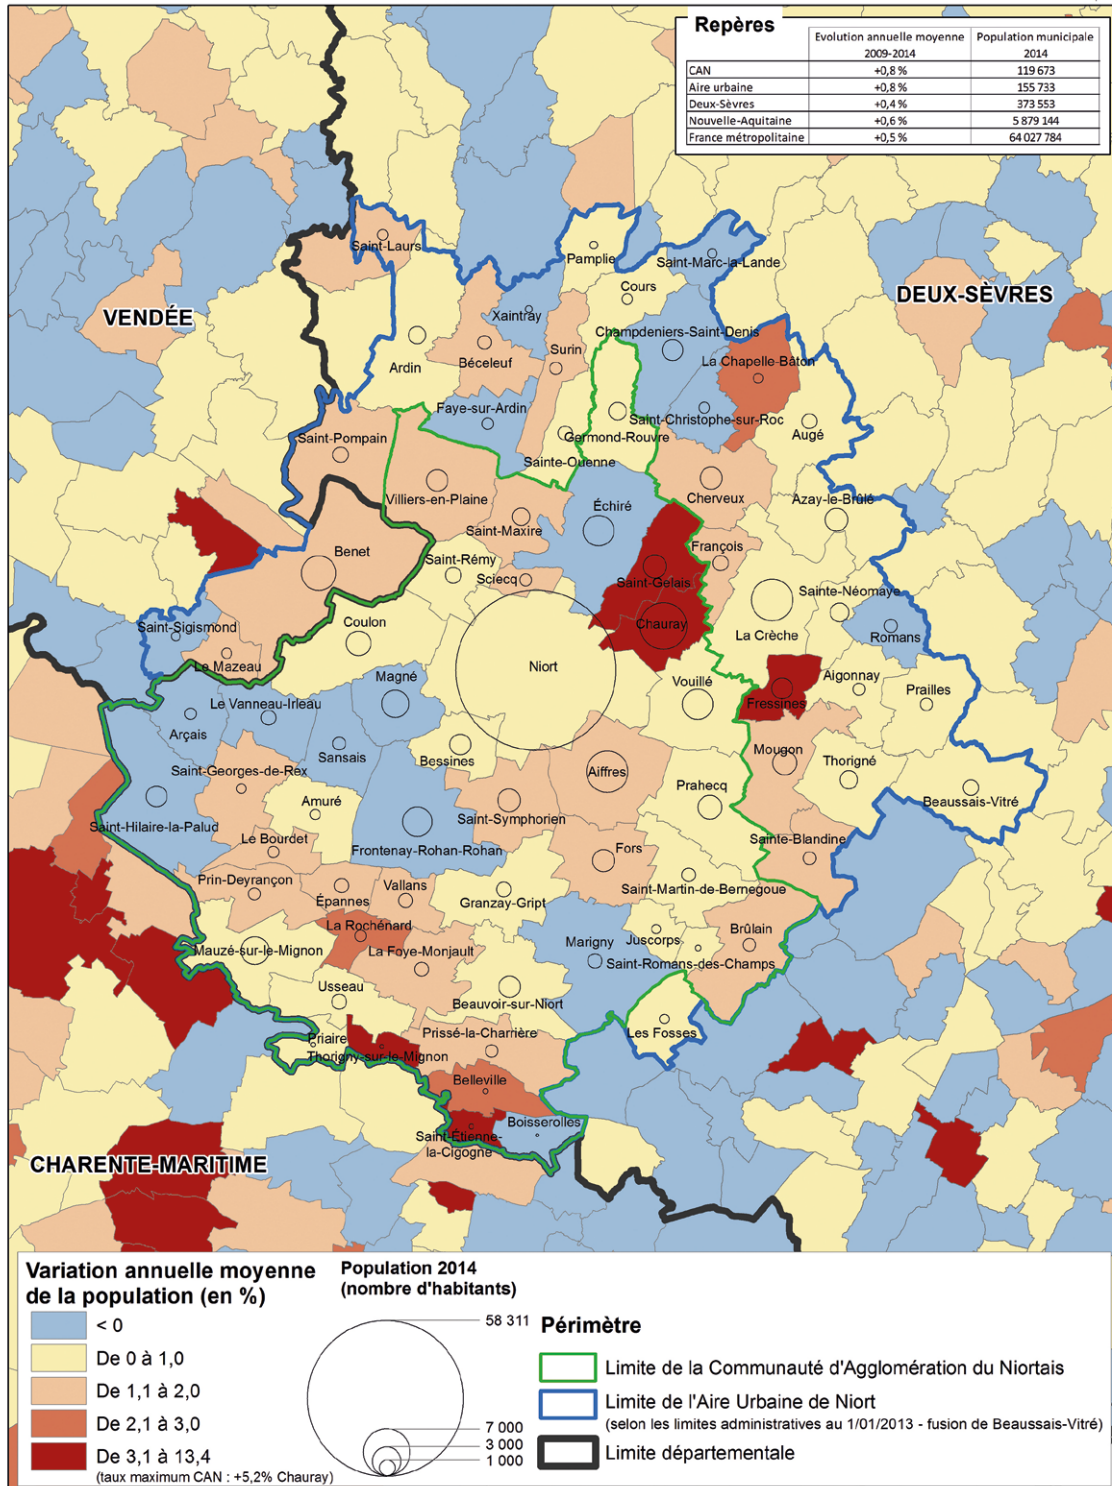 Repères
Evolution annuelle moyenne 2009-2014
Population municipale 2014
CAN +0,8 % 119 673
Aire urbaine +0,8 % 155 733
Deux-Sèvres +0,4 % 373 553
Nouvelle-Aquitaine +0,6 % 5 879 144
France métropolitaine +0,5 % 64 027 784
Saint-Laurs
Pamplie
Saint-Marc-la-Lande
VENDÉE
DEUX-SÈVRES
Cours
Xaintray
Champdeniers-Saint-Denis
Ardin
Béceleuf
Surin
La Chapelle-Bâton
Faye-sur-Ardin
Saint-Christophe-sur-Roc
Augé
Saint-Pompain
Germond-Rouvre
Sainte-Ouenne
Villiers-en-Plaine
Cherveux
Azay-le-Brûlé
Échiré
Saint-Maxire
Benet
François
Saint-Rémy
Sciecq
Saint-Gelais
Sainte-Néomaye
Saint-Sigismond
Coulon
Chauray
La Crèche
Romans
Le Mazeau
Niort
Magné
Vouillé
Aigonnay
Prailles
Le Vanneau-Irleau
Fressines
Arçais
Sansais
Bessines
Mougon
Saint-Georges-de-Rex
Aiffres
Thorigné
Amuré
Prahecq
Beaussais-Vitré
Saint-Hilaire-la-Palud
Saint-Symphorien
Le Bourdet
Frontenay-Rohan-Rohan
Fors
Sainte-Blandine
Prin-Deyrançon
Épannes
Vallans
Granzay-Gript
Saint-Martin-de-Bernegoue
La Rochénard
Brûlain
Mauzé-sur-le-Mignon
La Foye-Monjault
Marigny
Juscorps
Saint-Romans-des-Champs
Usseau
Beauvoir-sur-Niort
Priaire
Prissé-la-Charrière
Les Fosses
Thorigny-sur-le-Mignon
Belleville
Saint-Étienne-
la-Cigogne
Boisserolles
CHARENTE-MARITIME
Variation annuelle moyenne
de la population (en %)
< 0
De 0 à 1,0
De 1,1 à 2,0
De 2,1 à 3,0
De 3,1 à 13,4
(taux maximum CAN : +5,2% Chauray)
Population 2014
(nombre d'habitants)
58 311
7 000
3 000
1 000
Périmètre
Limite de la Communauté d'Agglomération du Niortais
Limite de l'Aire Urbaine de Niort
(selon les limites administratives au 1/01/2013 - fusion de Beaussais-Vitré)
Limite départementale